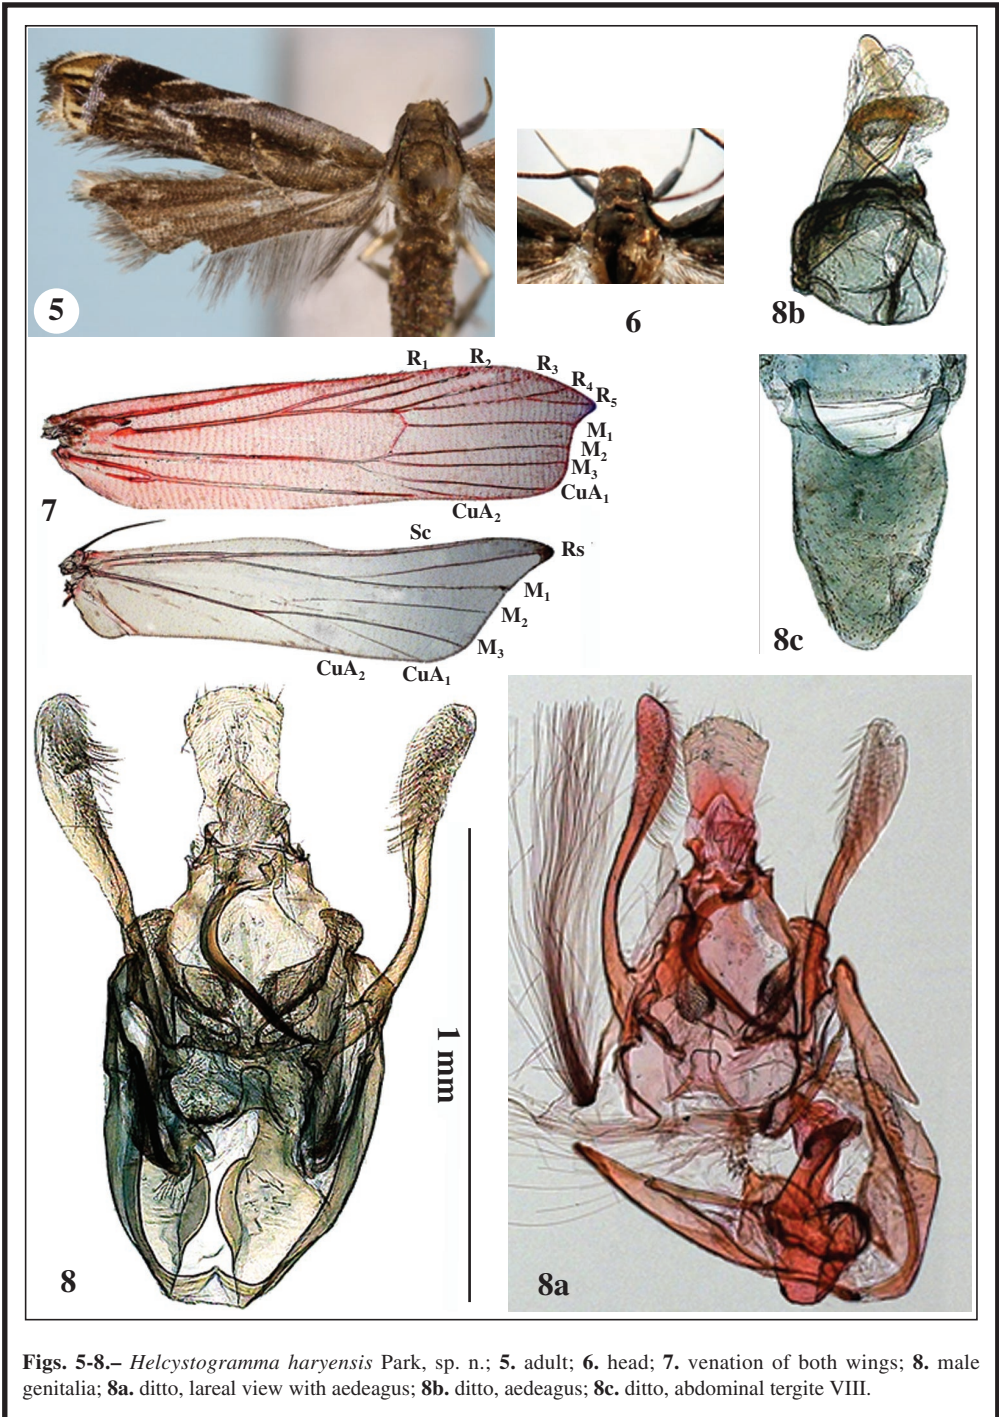 5
6
8b
R1
R2
R3
R4
R5
M1
M2
M3
CuA1
CuA2
7
Sc
Rs
M1
M2
M3
CuA1
CuA2
8c
1 mm
8
8a
Figs. 5-8.– Helcystogramma haryensis Park, sp. n.; 5. adult; 6. head; 7. venation of both wings; 8. male
genitalia; 8a. ditto, lareal view with aedeagus; 8b. ditto, aedeagus; 8c. ditto, abdominal tergite VIII.